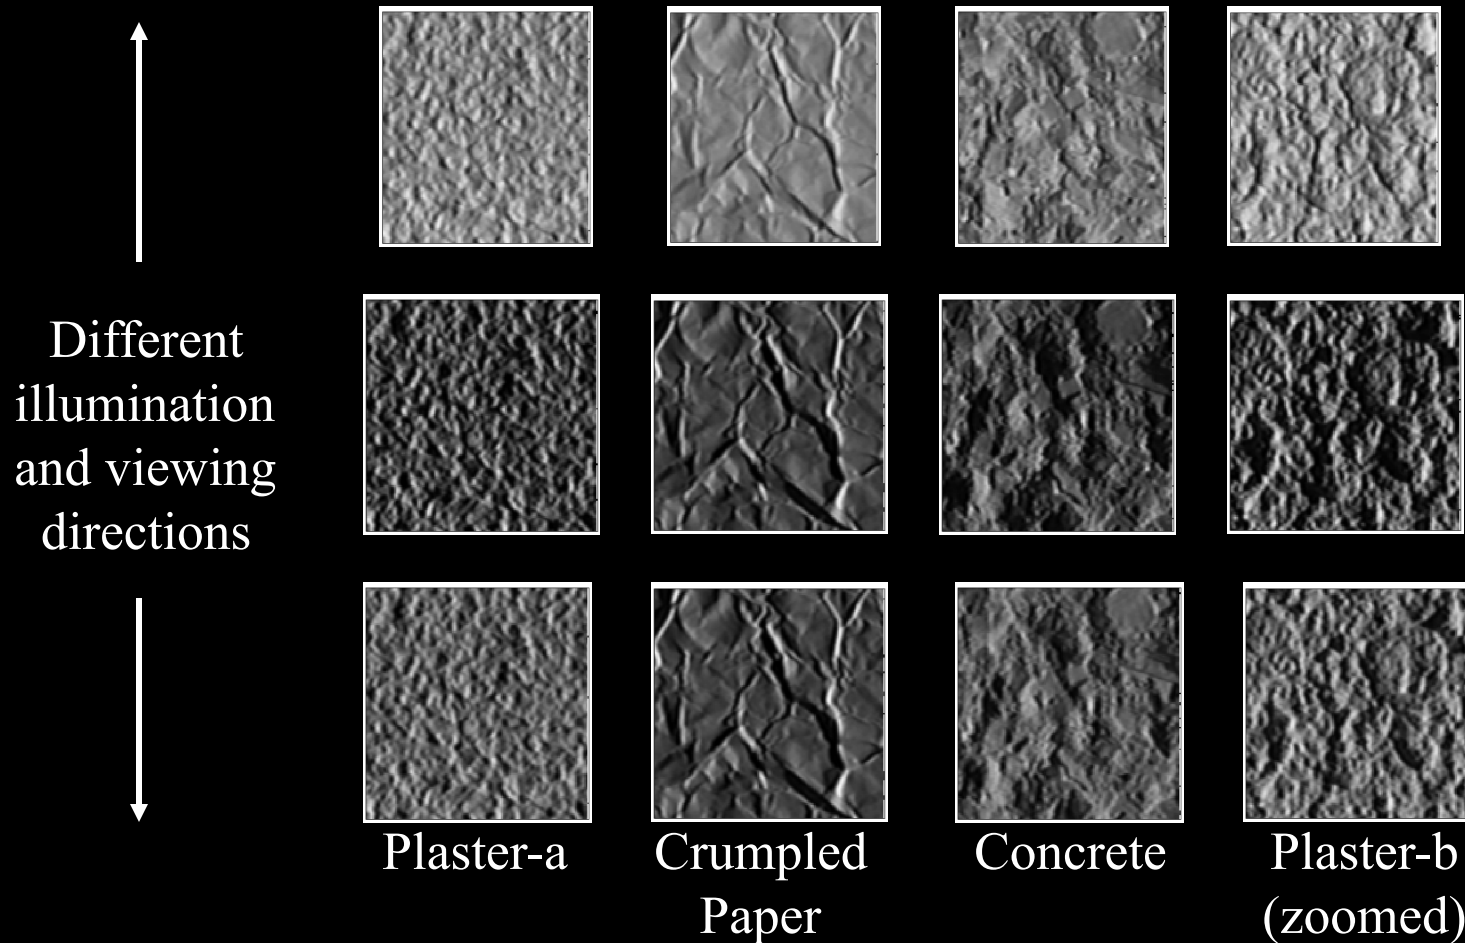 Different
illumination
and viewing
directions
Plaster-a
Crumpled
Paper
Concrete
Plaster-b
(zoomed)